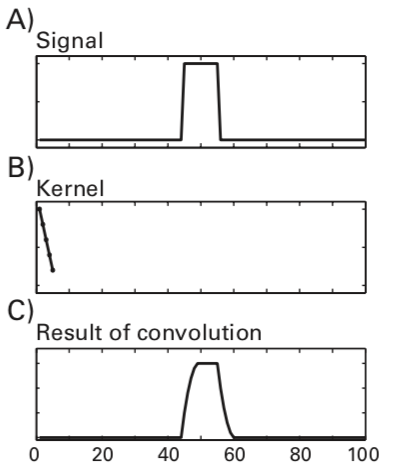 A)
Signal
B)
Kernel
C)
Result of convolution
0 20 40 60 80 100